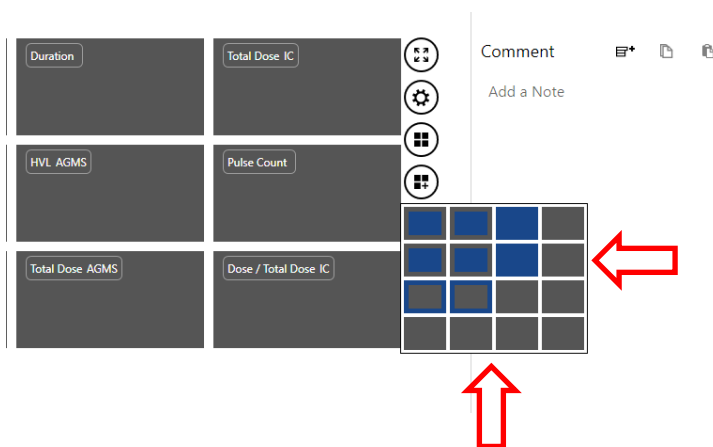 Duration
Total Dose IC
Comment
Add a Note
HVL AGMS
Pulse Count
Total Dose AGMS
Dose / Total Dose IC